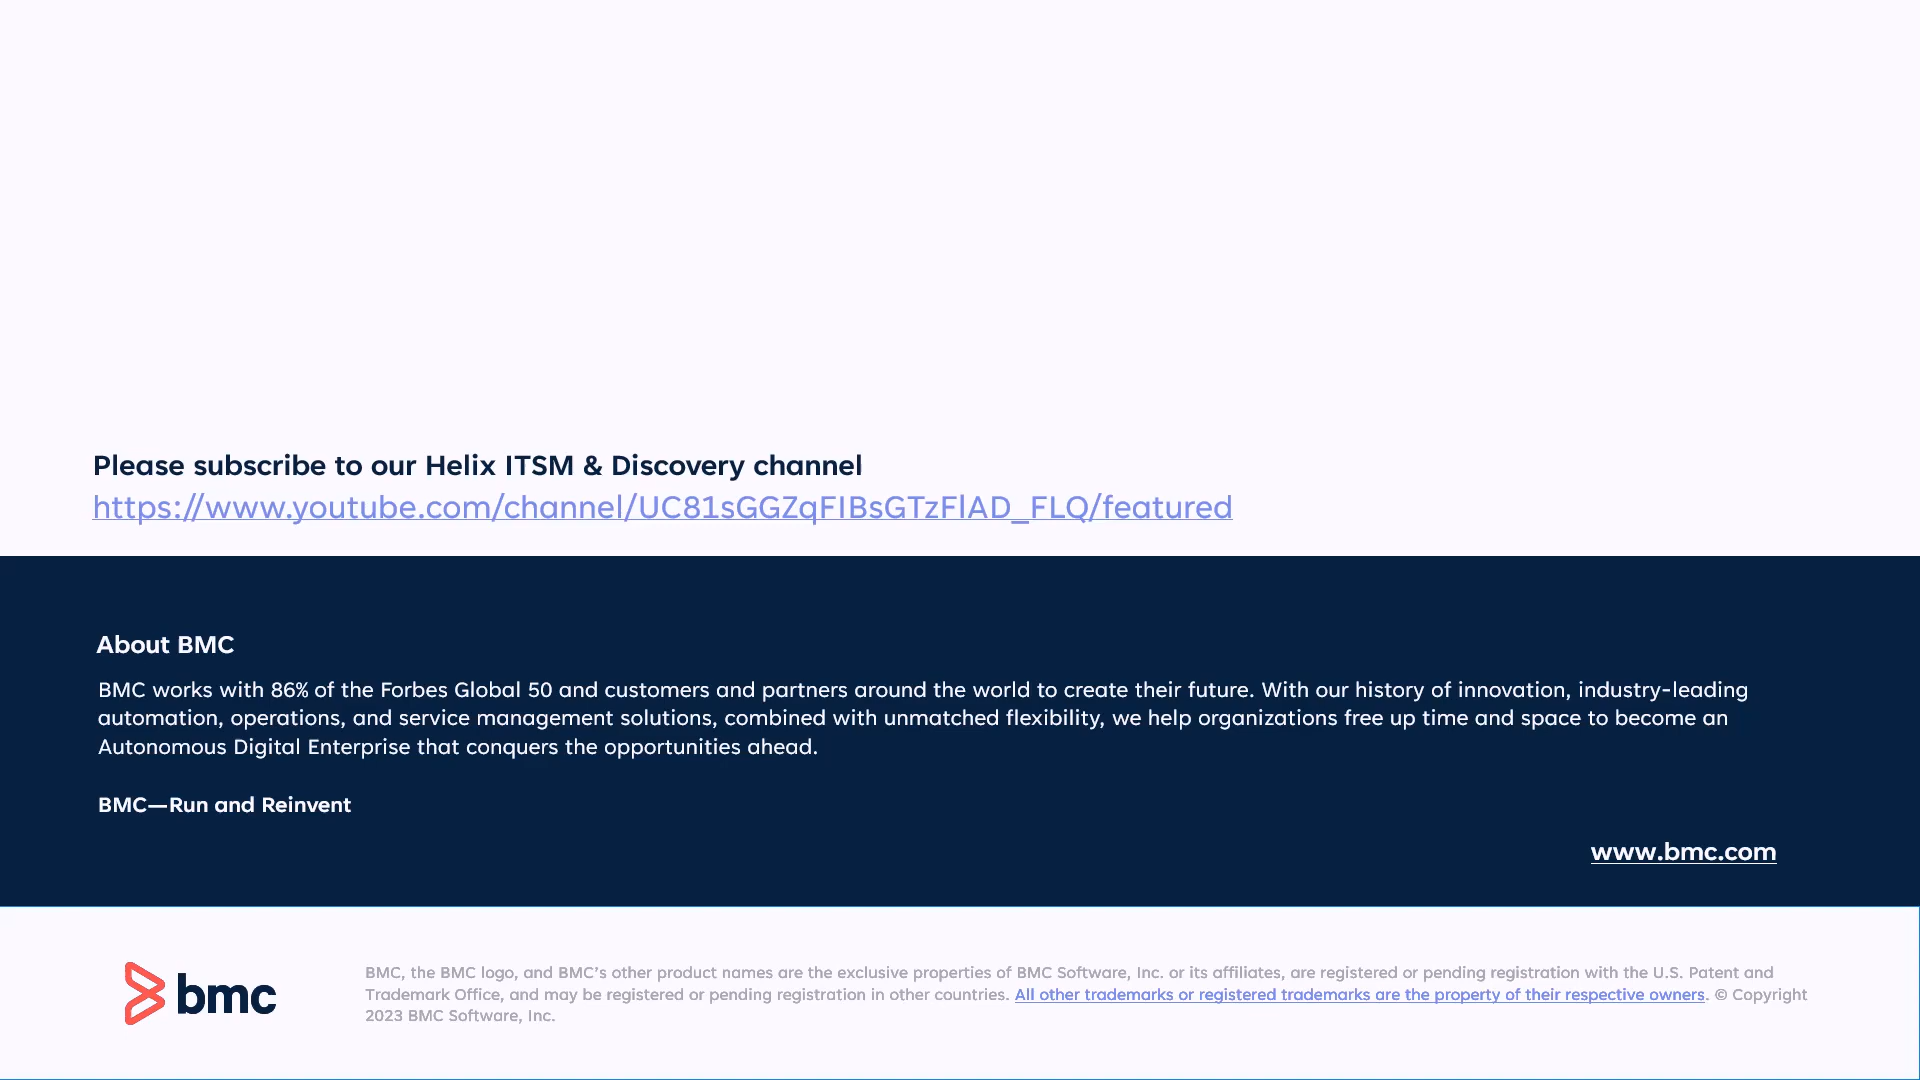 Please subscribe to our Helix ITSM & Discovery channel
https://www.youtube.com/channel/UC81sGGZqFIBsGTzFlAD_FLQ/featured
About BMC
BMC works with 86% of the Forbes Global 50 and customers and partners around the world to create their future. With our history of innovation, industry-leading
automation, operations, and service management solutions, combined with unmatched flexibility, we help organizations free up time and space to become an
Autonomous Digital Enterprise that conquers the opportunities ahead.
BMC—Run and Reinvent
www.bmc.com
bmc
BMC, the BMC logo, and BMC’s other product names are the exclusive properties of BMC Software, Inc. or its affiliates, are registered or pending registration with the U.S. Patent and
Trademark Office, and may be registered or pending registration in other countries. All other trademarks or registered trademarks are the property of their respective owners. © Copyright
2023 BMC Software, Inc.